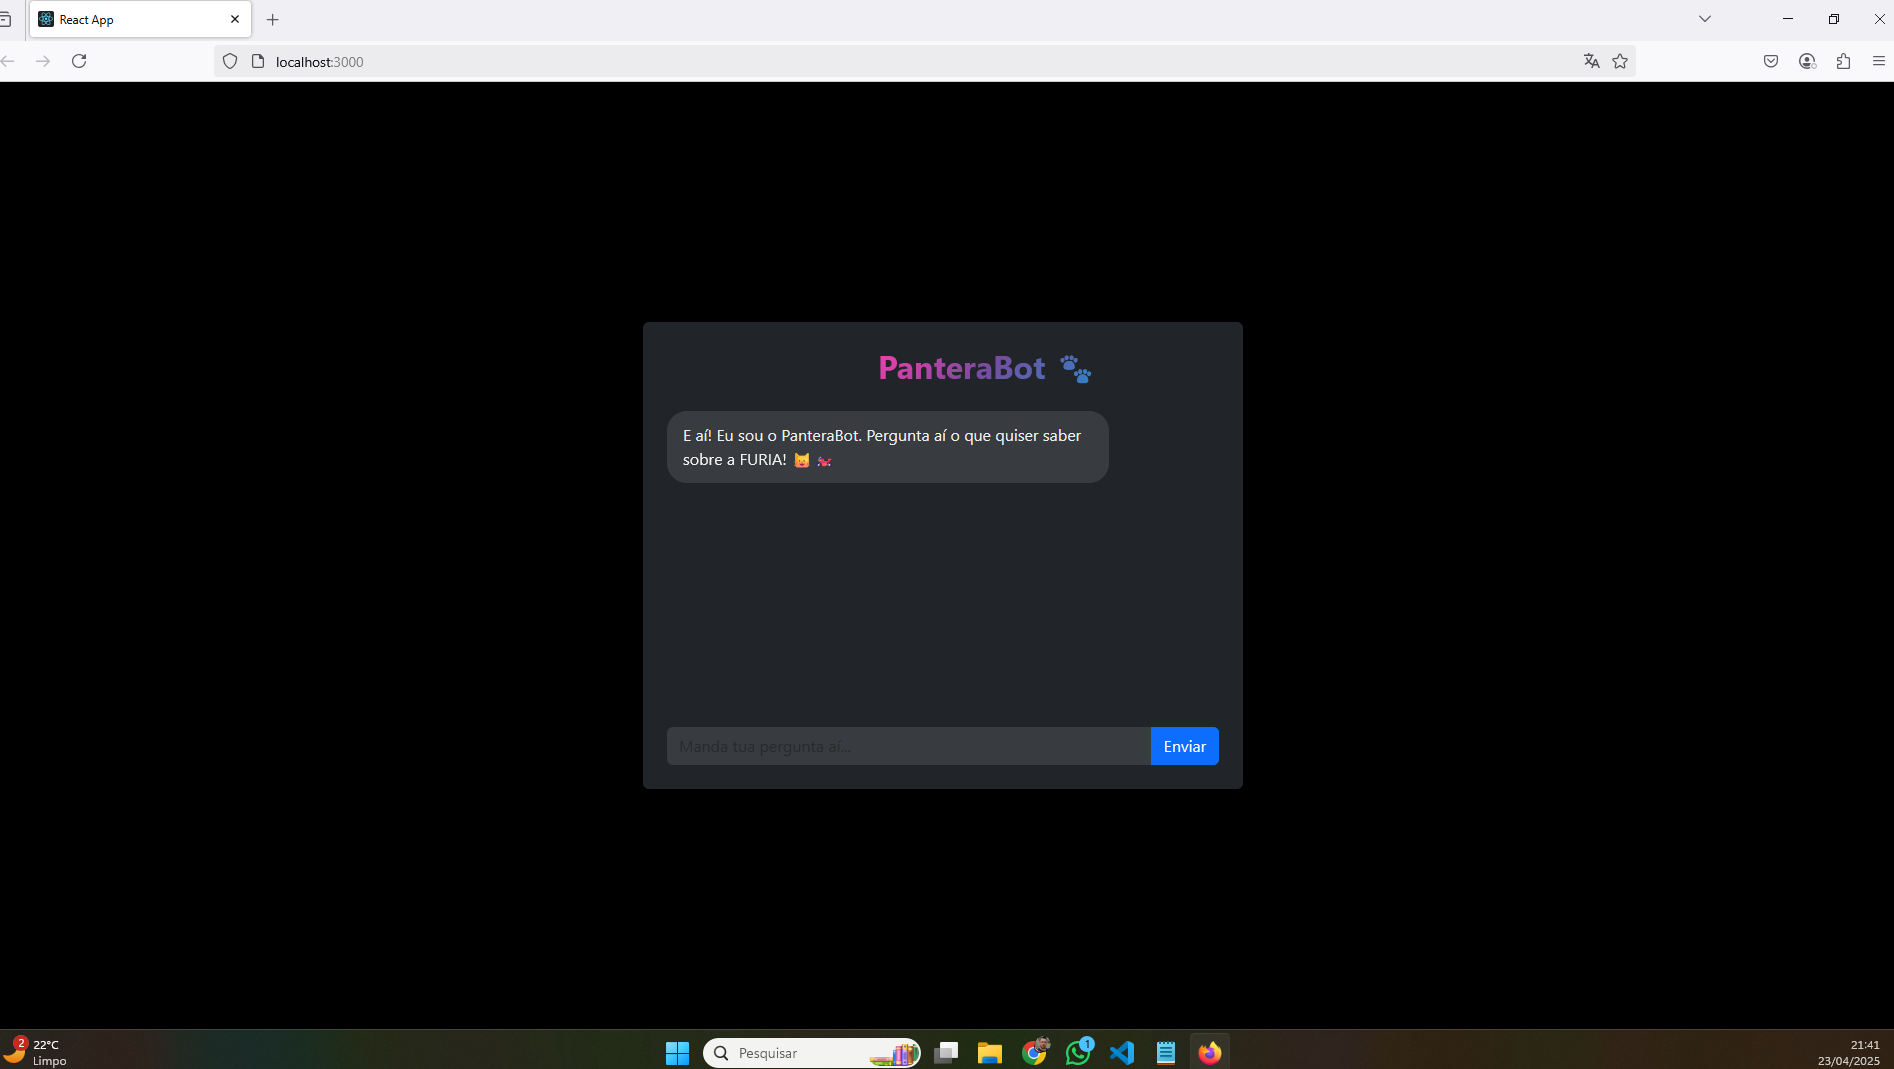 React App
localhost:3000
PanteraBot 🐾
E aí! Eu sou o PanteraBot. Pergunta aí o que quiser saber
sobre a FURIA!
Manda tua pergunta aí...
Enviar
2
22°C
Limpo
Pesquisar
1
21:41
23/04/2025